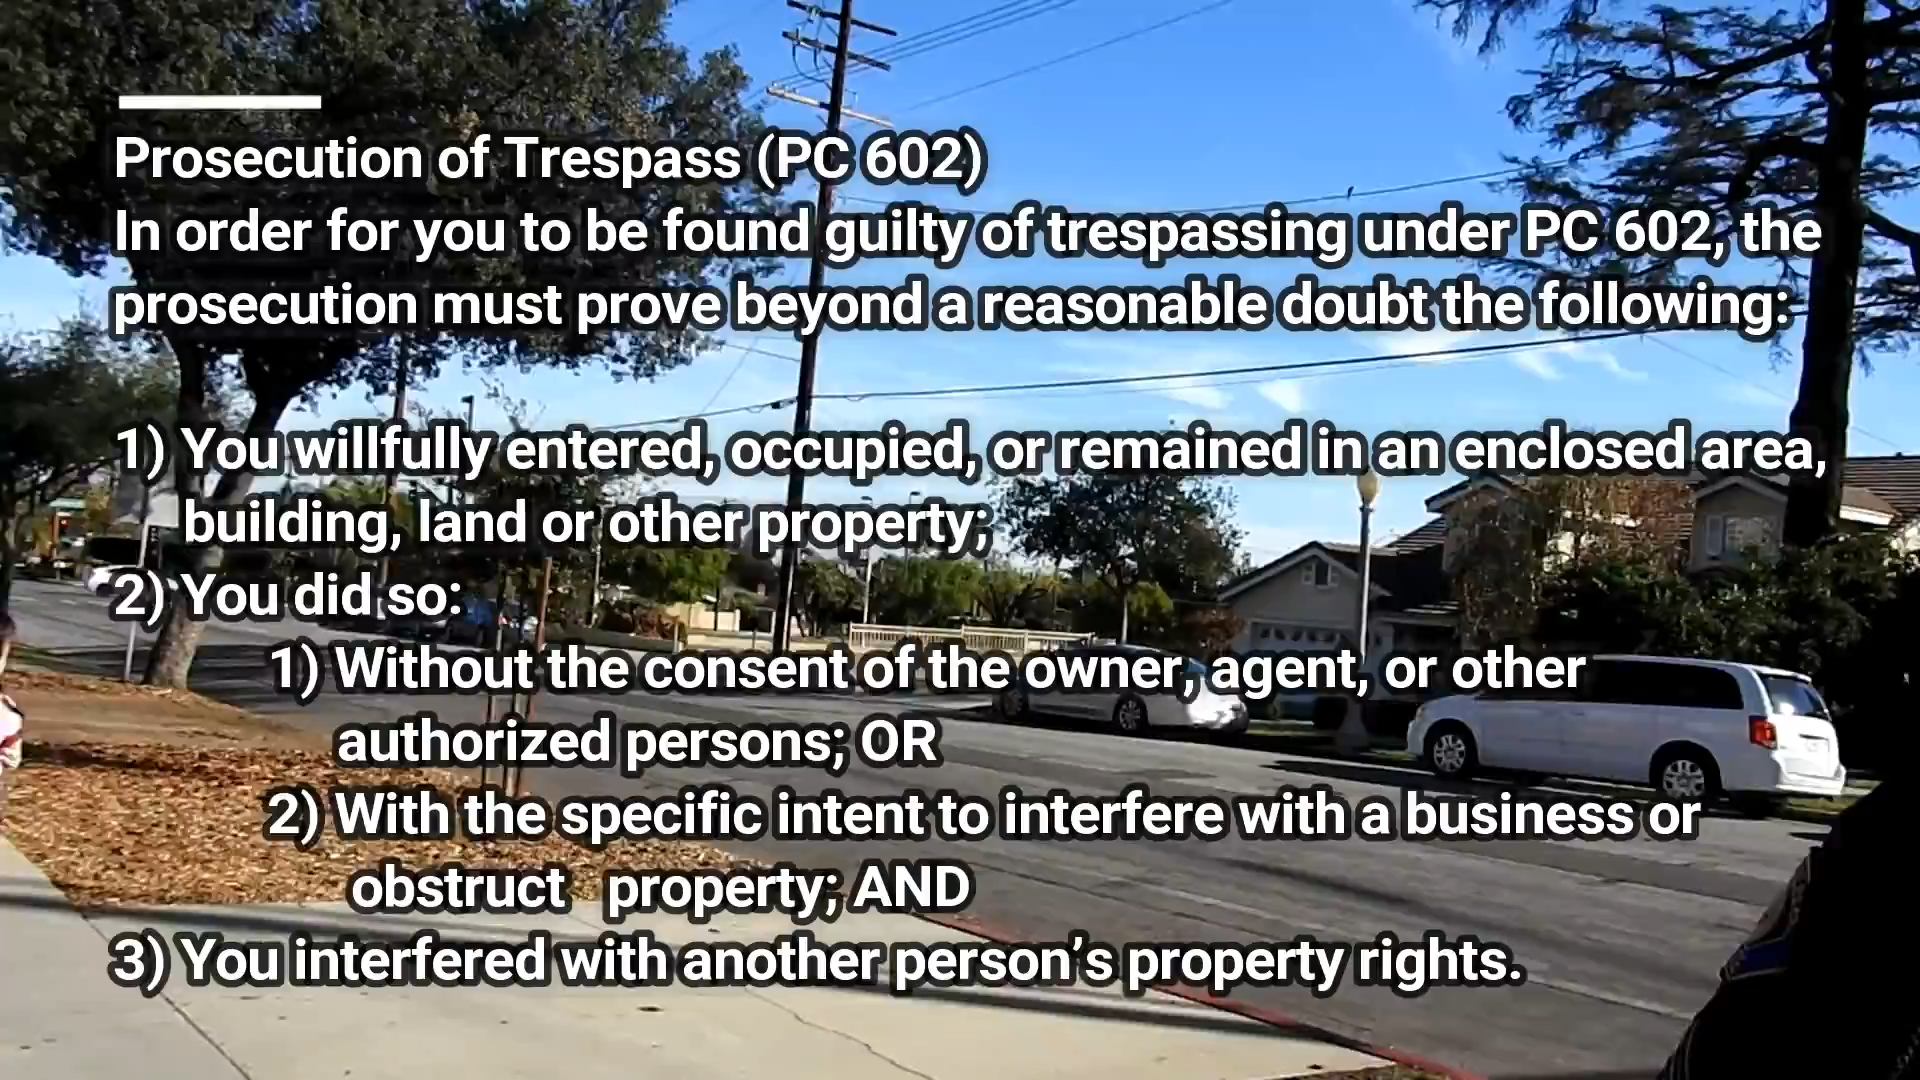 Prosecution of Trespass (PC 602)
In order for you to be found guilty of trespassing under PC 602, the
prosecution must prove beyond a reasonable doubt the following:
1) You willfully entered, occupied, or remained in an enclosed area,
building, land or other property;
2) You did so:
1) Without the consent of the owner, agent, or other
authorized persons; OR
2) With the specific intent to interfere with a business or
obstruct property; AND
3) You interfered with another person’s property rights.